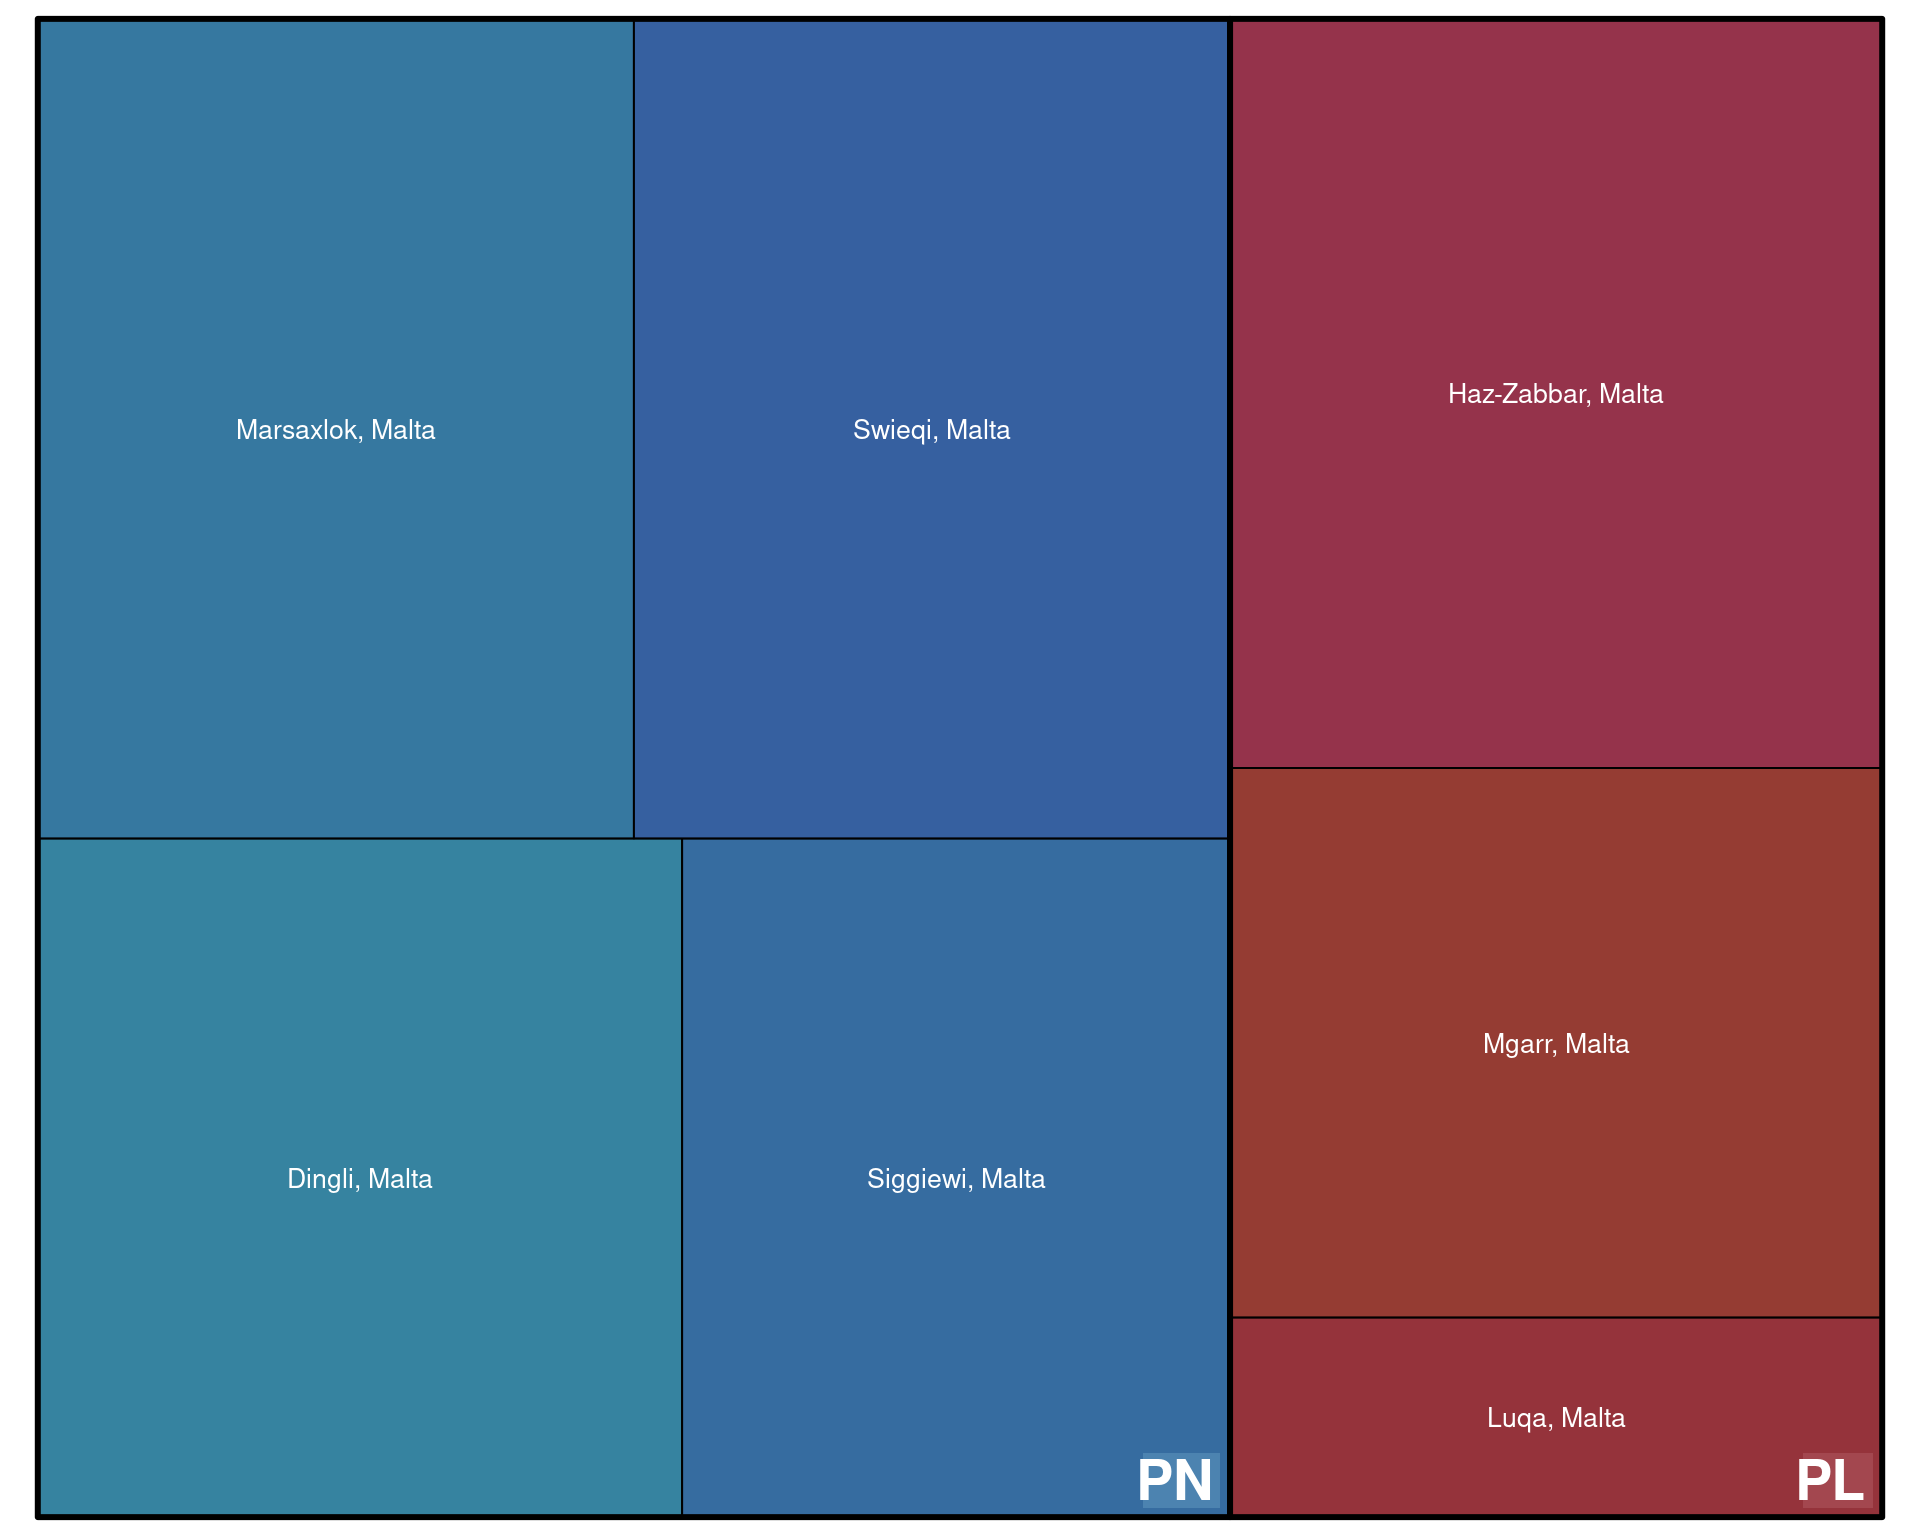 Marsaxlok, Malta
Swieqi, Malta
Haz-Zabbar, Malta
Dingli, Malta
Siggiewi, Malta
Mgarr, Malta
Luqa, Malta
PN
PL